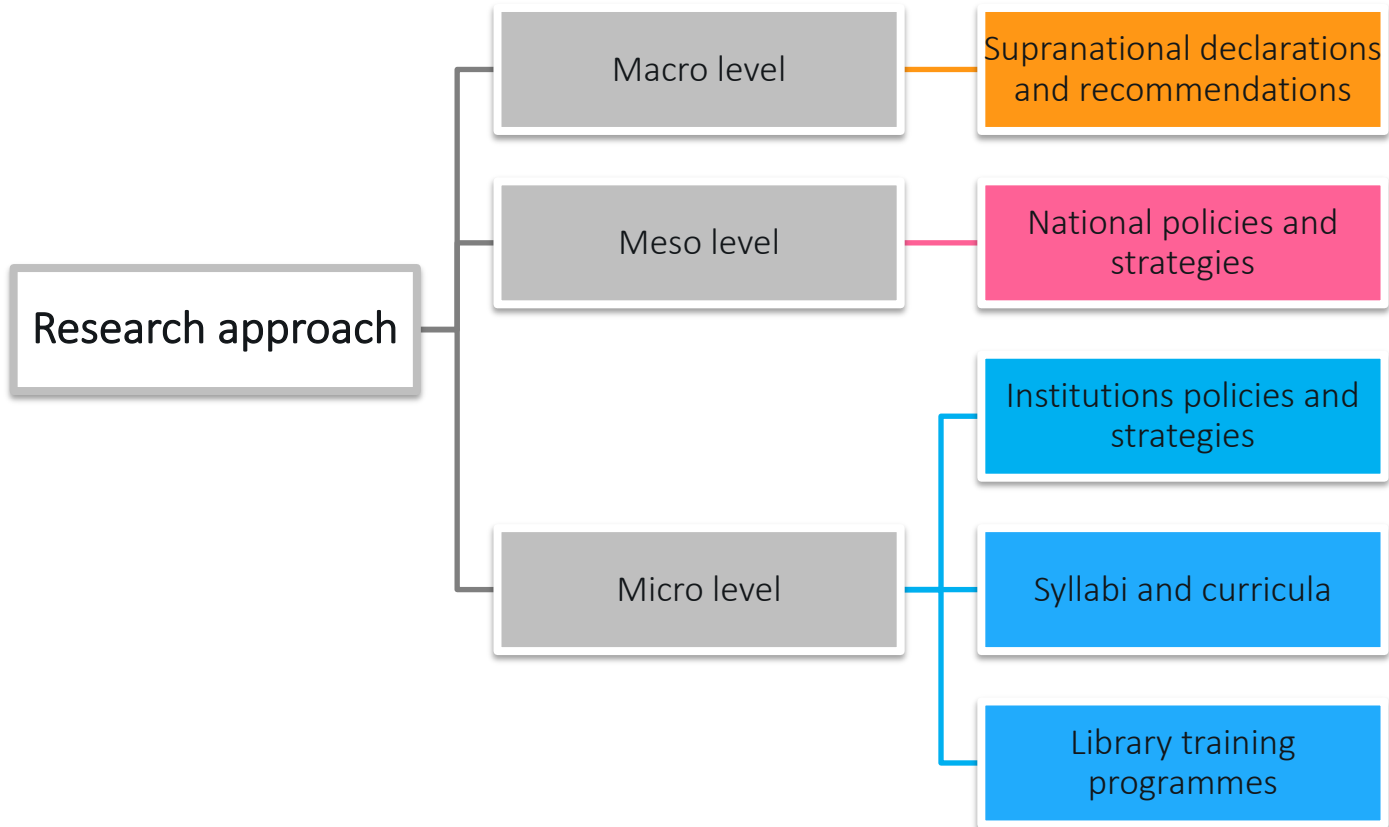 Research approach
Macro level
Supranational declarations
and recommendations
Meso level
National policies and
strategies
Micro level
Institutions policies and
strategies
Syllabi and curricula
Library training
programmes